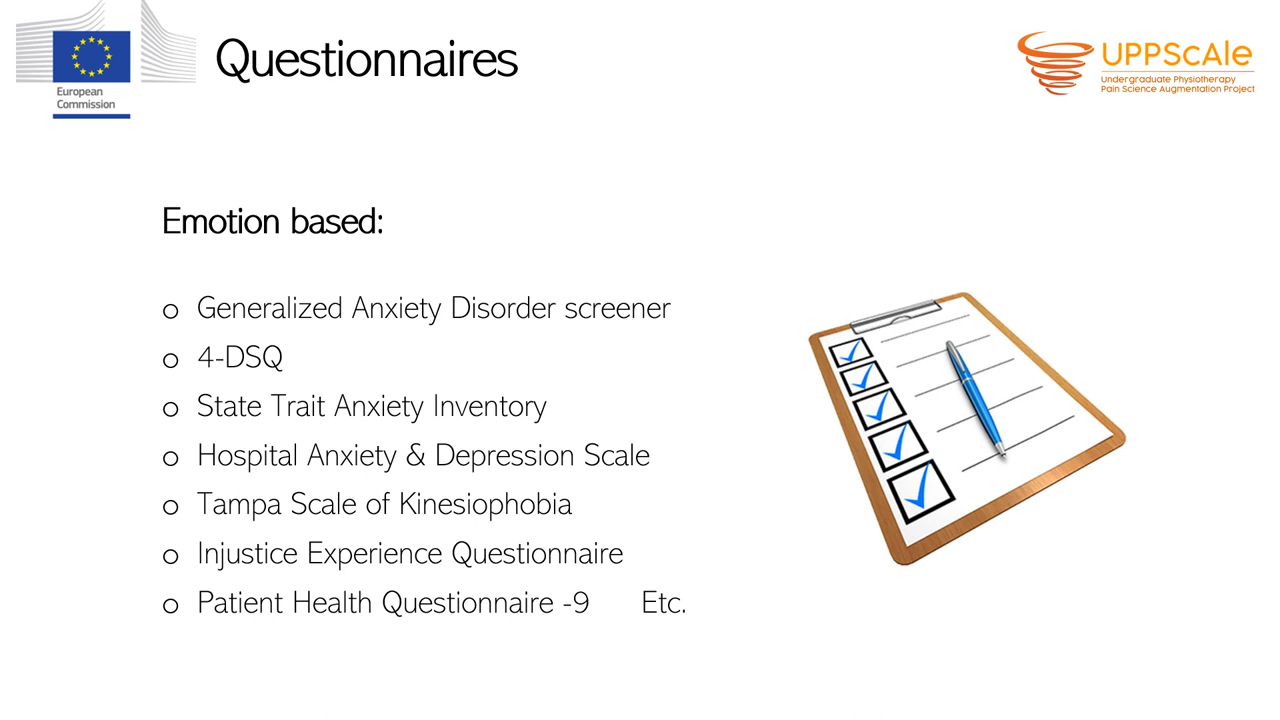 European
Commission
Questionnaires
UPPScale
Undergraduate Physiotherapy
Pain Science Augmentation Project
Emotion based:
o Generalized Anxiety Disorder screener
o 4-DSQ
o State Trait Anxiety Inventory
o Hospital Anxiety & Depression Scale
o Tampa Scale of Kinesiophobia
o Injustice Experience Questionnaire
o Patient Health Questionnaire -9 Etc.